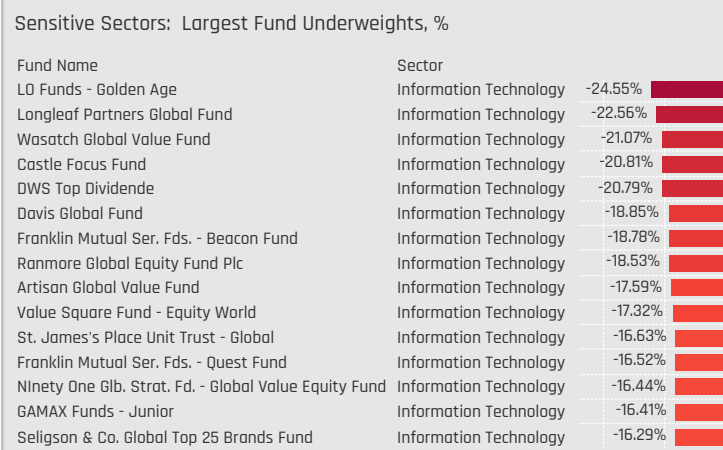 Sensitive Sectors:  Largest Fund Underweights, %
Fund Name Sector
LO Funds - Golden Age Information Technology -24.55%
Longleaf Partners Global Fund Information Technology -22.56%
Wasatch Global Value Fund Information Technology -21.07%
Castle Focus Fund Information Technology -20.81%
DWS Top Dividende Information Technology -20.79%
Davis Global Fund Information Technology -18.85%
Franklin Mutual Ser. Fds. - Beacon Fund Information Technology -18.78%
Ranmore Global Equity Fund Plc Information Technology -18.53%
Artisan Global Value Fund Information Technology -17.59%
Value Square Fund - Equity World Information Technology -17.32%
St. James's Place Unit Trust - Global Information Technology -16.63%
Franklin Mutual Ser. Fds. - Quest Fund Information Technology -16.52%
NInety One Glb. Strat. Fd. - Global Value Equity Fund Information Technology -16.44%
GAMAX Funds - Junior Information Technology -16.41%
Seligson & Co. Global Top 25 Brands Fund Information Technology -16.29%